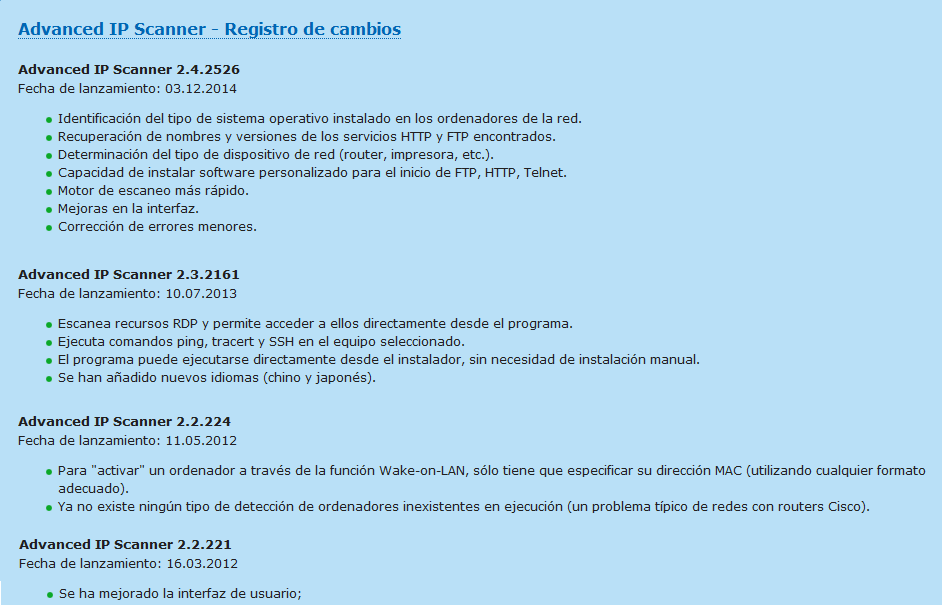 Advanced IP Scanner - Registro de cambios
Advanced IP Scanner 2.4.2526
Fecha de lanzamiento: 03.12.2014
Identificación del tipo de sistema operativo instalado en los ordenadores de la red.
Recuperación de nombres y versiones de los servicios HTTP y FTP encontrados.
Determinación del tipo de dispositivo de red (router, impresora, etc.).
Capacidad de instalar software personalizado para el inicio de FTP, HTTP, Telnet.
Motor de escaneo más rápido.
Mejoras en la interfaz.
Corrección de errores menores.
Advanced IP Scanner 2.3.2161
Fecha de lanzamiento: 10.07.2013
Escanea recursos RDP y permite acceder a ellos directamente desde el programa.
Ejecuta comandos ping, tracert y SSH en el equipo seleccionado.
El programa puede ejecutarse directamente desde el instalador, sin necesidad de instalación manual.
Se han añadido nuevos idiomas (chino y japonés).
Advanced IP Scanner 2.2.224
Fecha de lanzamiento: 11.05.2012
Para "activar" un ordenador a través de la función Wake-on-LAN, sólo tiene que especificar su dirección MAC (utilizando cualquier formato
adecuado).
Ya no existe ningún tipo de detección de ordenadores inexistentes en ejecución (un problema típico de redes con routers Cisco).
Advanced IP Scanner 2.2.221
Fecha de lanzamiento: 16.03.2012
Se ha mejorado la interfaz de usuario;